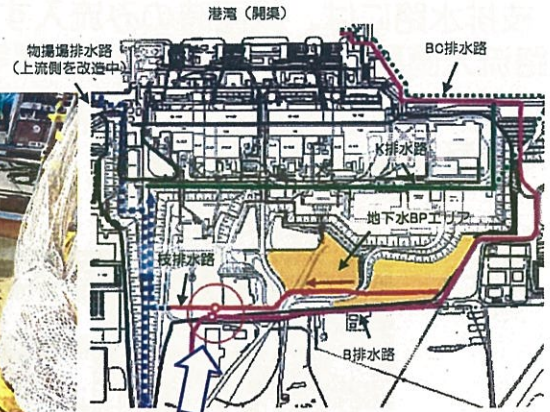 港湾（開渠）
物揚場排水路
（上流側を改造中）
BC排水路
K排水路
地下水BPエリア
枝排水路
B排水路